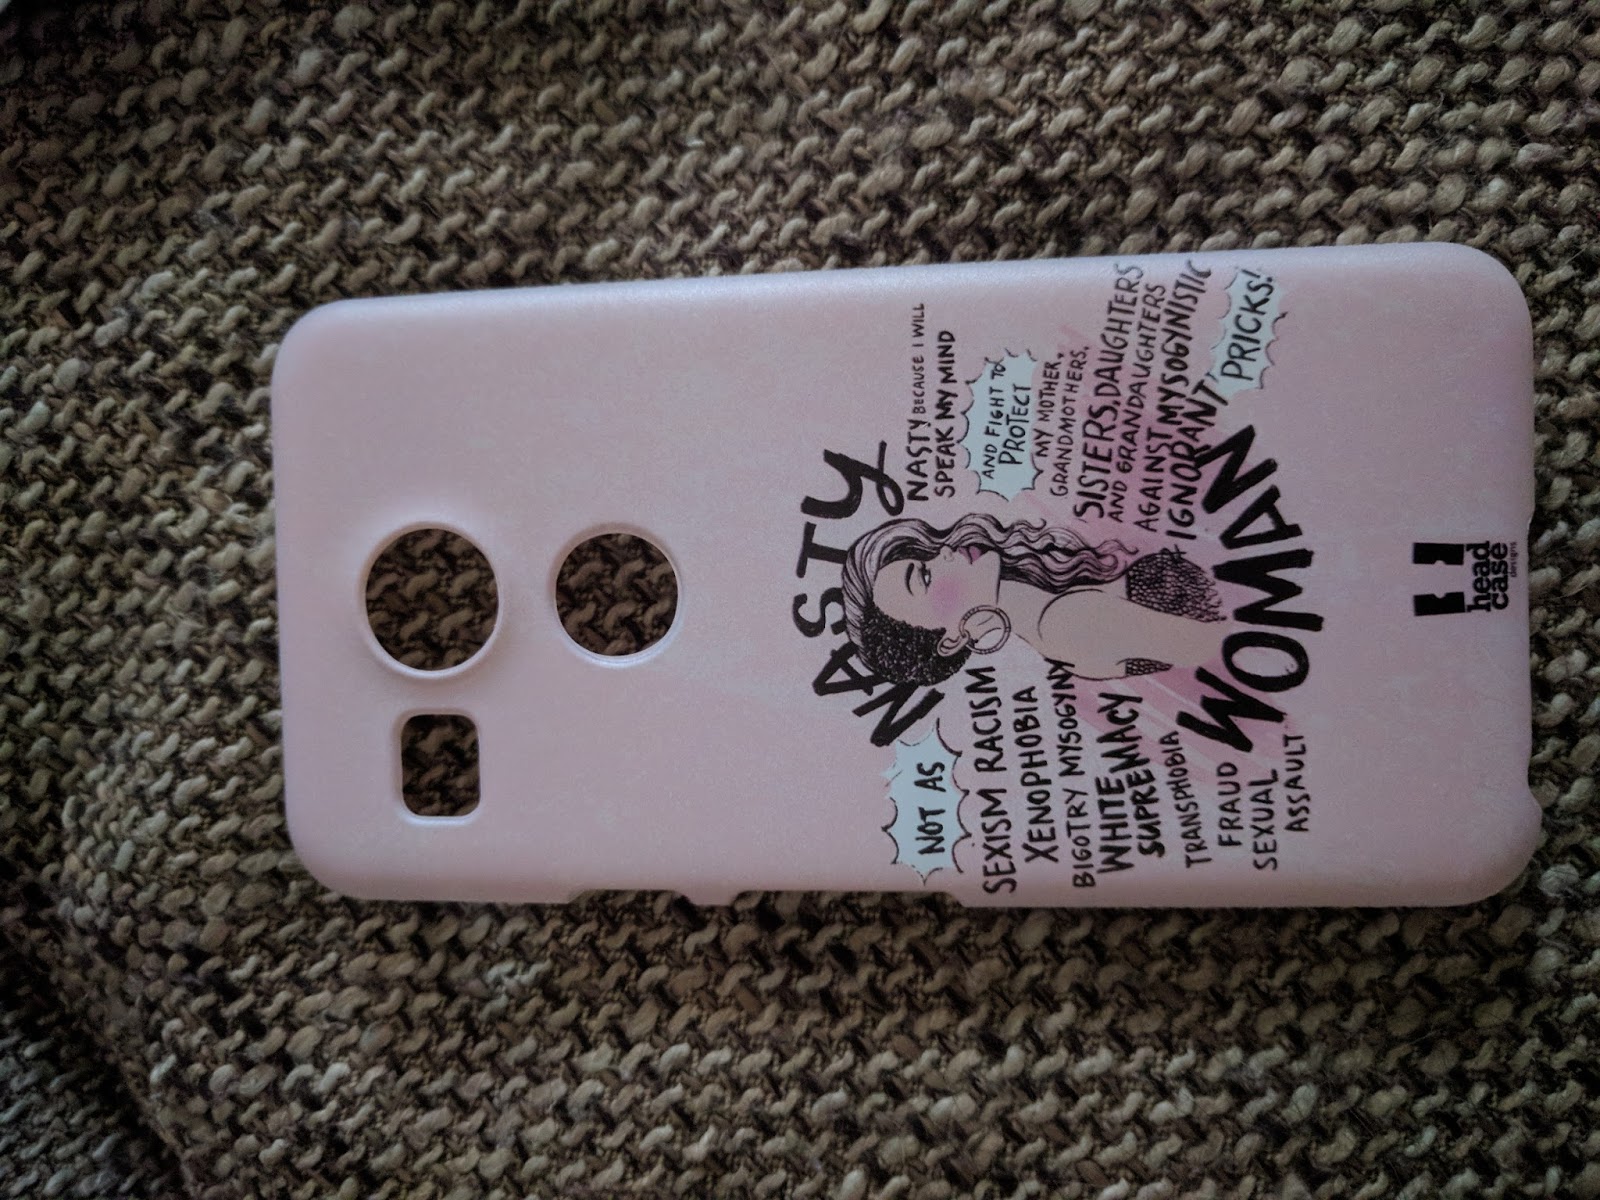 NASTY
NOT AS
SEXISM RACISM
XENOPHOBIA
BIGOTRY MYSOGYNY
WHITE
SUPREMACY
TRANSPHOBIA
FRAUD
SEXUAL
ASSAULT
NASTY BECAUSE I WILL
SPEAK MY MIND
AND FIGHT TO
PROTECT
MY MOTHER,
GRANDMOTHERS,
SISTERS, DAUGHTERS
AND GRANDAUGHTERS
AGAINST MYSOGYNISTIC
IGNORANT
PRICKS!
WOMAN
head
case
designs